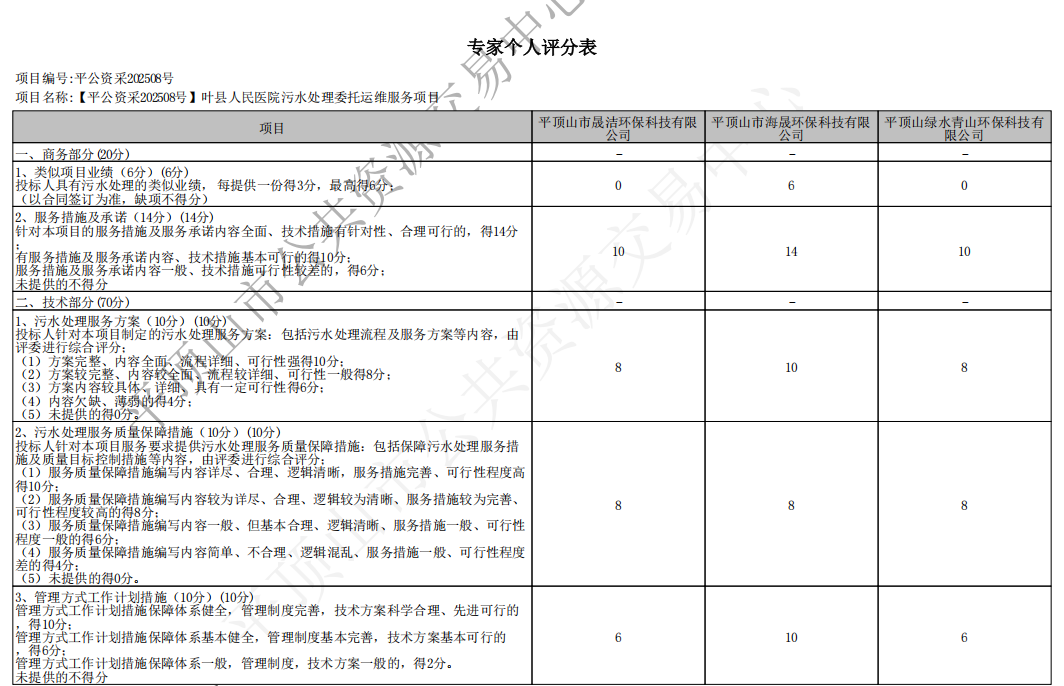 专家个人评分表
项目编号:平公资采202508号
项目名称:【平公资采202508号】叶县人民医院污水处理委托运维服务项目
项目
平顶山市晟洁环保科技有限公司
平顶山市海晟环保科技有限公司
平顶山绿水青山环保科技有限公司
一、商务部分(20分)
–
–
–
1、类似项目业绩（6分）(6分)
投标人具有污水处理的类似业绩，每提供一份得3分，最高得6分；
（以合同签订为准，缺项不得分）
0
6
0
2、服务措施及承诺（14分）(14分)
针对本项目的服务措施及服务承诺内容全面、技术措施有针对性、合理可行的，得14分
；
有服务措施及服务承诺内容、技术措施基本可行的得10分；
服务措施及服务承诺内容一般、技术措施可行性较差的，得6分；
未提供的不得分
10
14
10
二、技术部分(70分)
–
–
–
1、污水处理服务方案（10分）(10分)
投标人针对本项目制定的污水处理服务方案：包括污水处理流程及服务方案等内容，由
评委进行综合评分；
（1）方案完整、内容全面、流程详细、可行性强得10分；
（2）方案较完整、内容较全面、流程较详细、可行性一般得8分；
（3）方案内容较具体、详细、具有一定可行性得6分；
（4）内容欠缺、薄弱的得4分；
（5）未提供的得0分。
8
10
8
2、污水处理服务质量保障措施（10分）(10分)
投标人针对本项目服务要求提供污水处理服务质量保障措施：包括保障污水处理服务措
施及质量目标控制措施等内容，由评委进行综合评分；
（1）服务质量保障措施编写内容详尽、合理、逻辑清晰，服务措施完善、可行性程度高
得10分；
（2）服务质量保障措施编写内容较为详尽、合理、逻辑较为清晰、服务措施较为完善、
可行性程度较高的得8分；
（3）服务质量保障措施编写内容一般、但基本合理、逻辑清晰、服务措施一般、可行性
程度一般的得6分；
（4）服务质量保障措施编写内容简单、不合理、逻辑混乱、服务措施一般、可行性程度
差的得4分；
（5）未提供的得0分。
8
8
8
3、管理方式工作计划措施（10分）(10分)
管理方式工作计划措施保障体系健全，管理制度完善，技术方案科学合理、先进可行的
，得10分；
管理方式工作计划措施保障体系基本健全，管理制度基本完善，技术方案基本可行的
，得6分；
管理方式工作计划措施保障体系一般，管理制度，技术方案一般的，得2分。
未提供的不得分
6
10
6
平顶山市公共资源交易中心
平顶山市公共资源交易中心